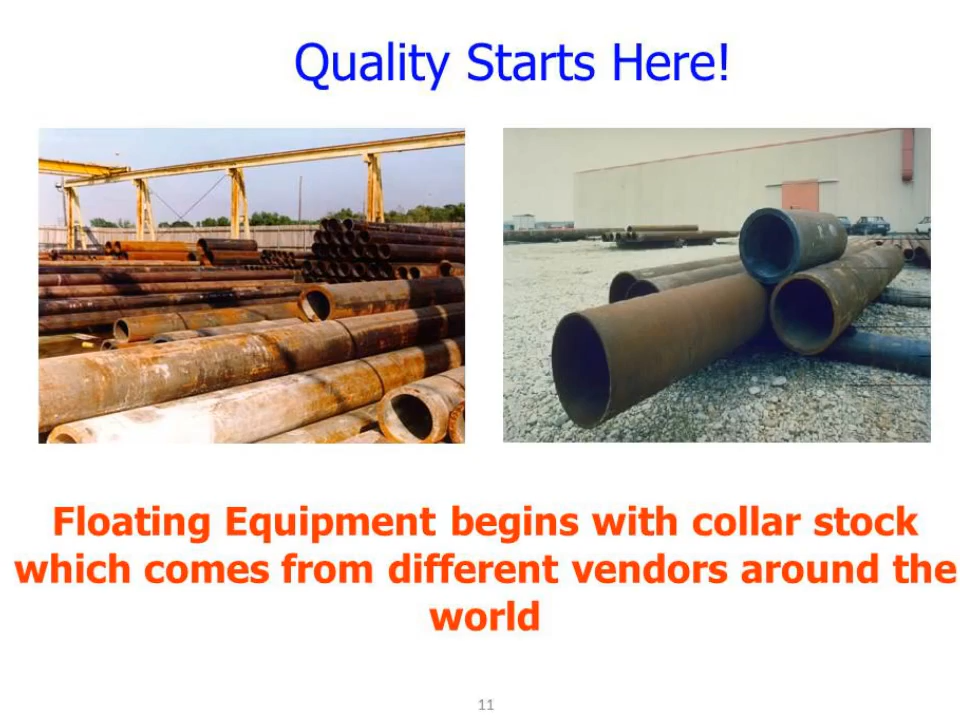 Quality Starts Here!
Floating Equipment begins with collar stock
which comes from different vendors around the
world
11